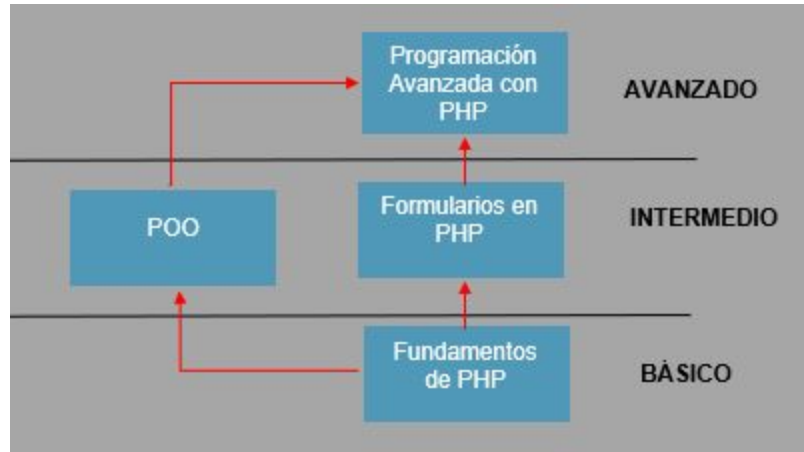 Programación
Avanzada con
PHP
AVANZADO
POO
Formularios en
PHP
INTERMEDIO
Fundamentos
de PHP
BÀSICO